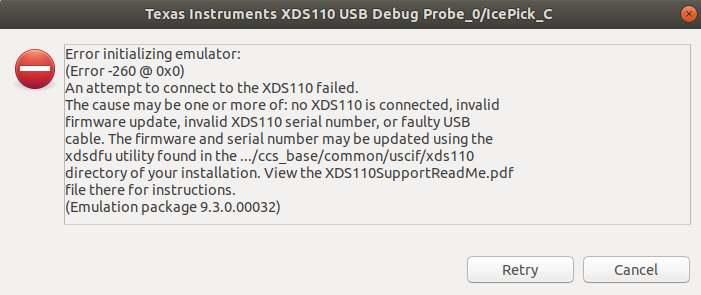 Texas Instruments XDS110 USB Debug Probe_0/IcePick_C
Error initializing emulator:
(Error -260 @ 0x0)
An attempt to connect to the XDS110 failed.
The cause may be one or more of: no XDS110 is connected, invalid
firmware update, invalid XDS110 serial number, or faulty USB
cable. The firmware and serial number may be updated using the
xdsdfu utility found in the .../ccs_base/common/uscif/xds110
directory of your installation. View the XDS110SupportReadMe.pdf
file there for instructions.
(Emulation package 9.3.0.00032)
Retry
Cancel